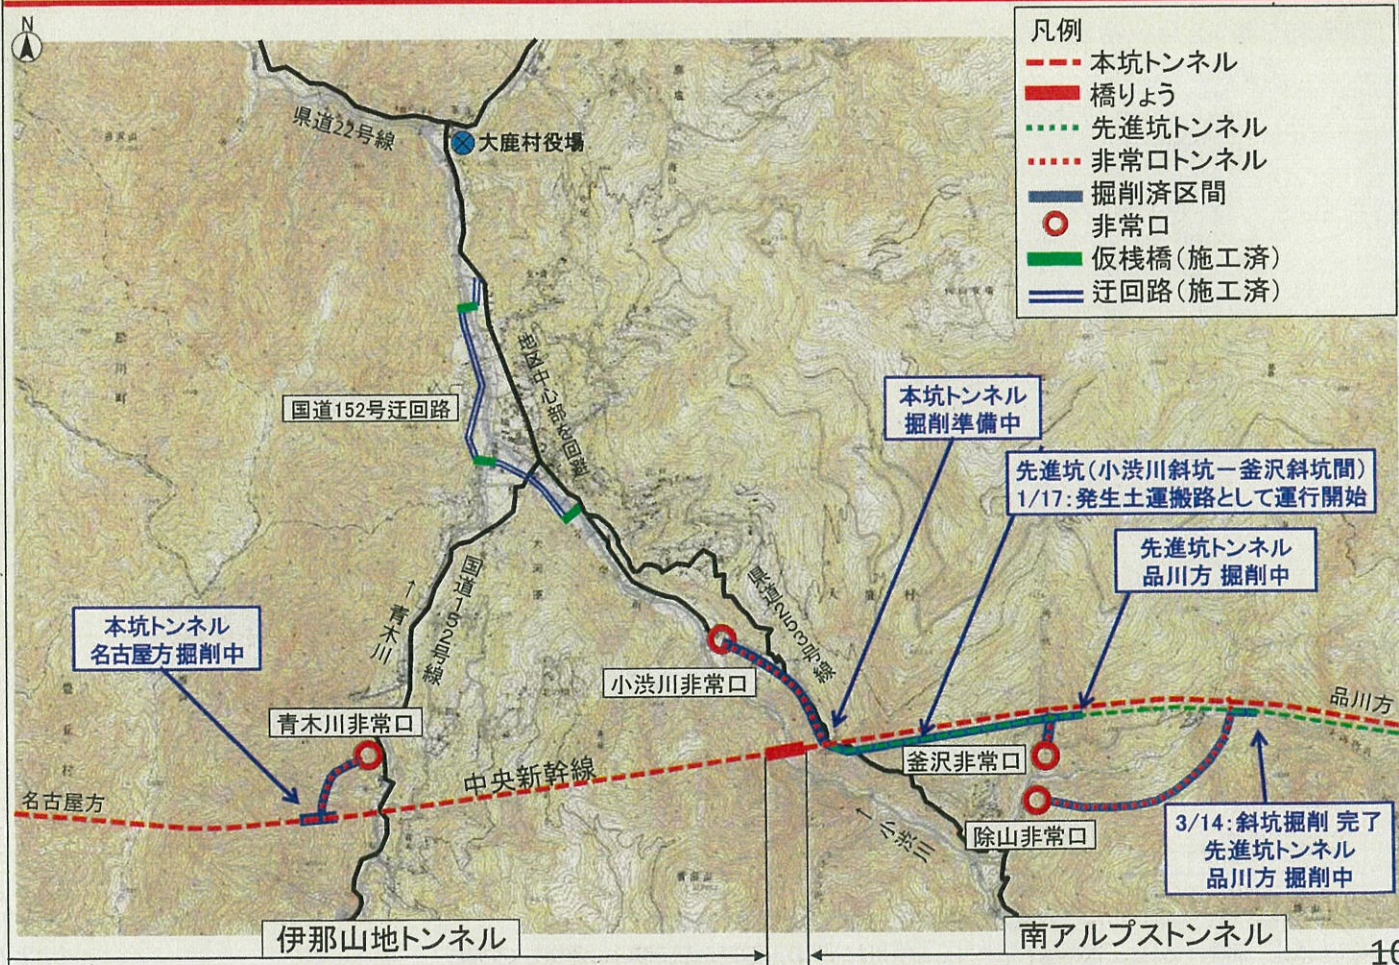 N
凡例
本坑トンネル
橋りょう
先進坑トンネル
非常口トンネル
掘削済区間
非常口
仮桟橋(施工済)
迂回路(施工済)
県道22号線
大鹿村役場
地区中心部を回避
国道152号迂回路
本坑トンネル
掘削準備中
先進坑(小渋川斜坑ー釜沢斜坑間)
1/17:発生土運搬路として運行開始
先進坑トンネル
品川方 掘削中
国道152号線
↑青木川
県道253号線
本坑トンネル
名古屋方 掘削中
小渋川非常口
青木川非常口
品川方
釜沢非常口
中央新幹線
名古屋方
↑小渋川
除山非常口
3/14:斜坑掘削 完了
先進坑トンネル
品川方 掘削中
伊那山地トンネル
南アルプストンネル
10